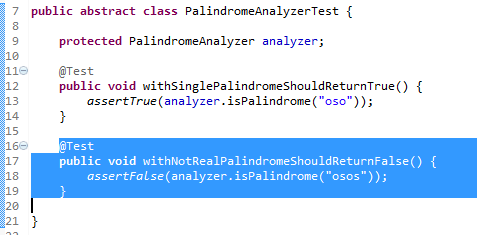 7 public abstract class PalindromeAnalyzerTest {
8
9 protected PalindromeAnalyzer analyzer;
10
11 @Test
12 public void withSinglePalindromeShouldReturnTrue() {
13 assertTrue(analyzer.isPalindrome("oso"));
14 }
15
16 @Test
17 public void withNotRealPalindromeShouldReturnFalse() {
18 assertFalse(analyzer.isPalindrome("osos"));
19 }
20
21 }